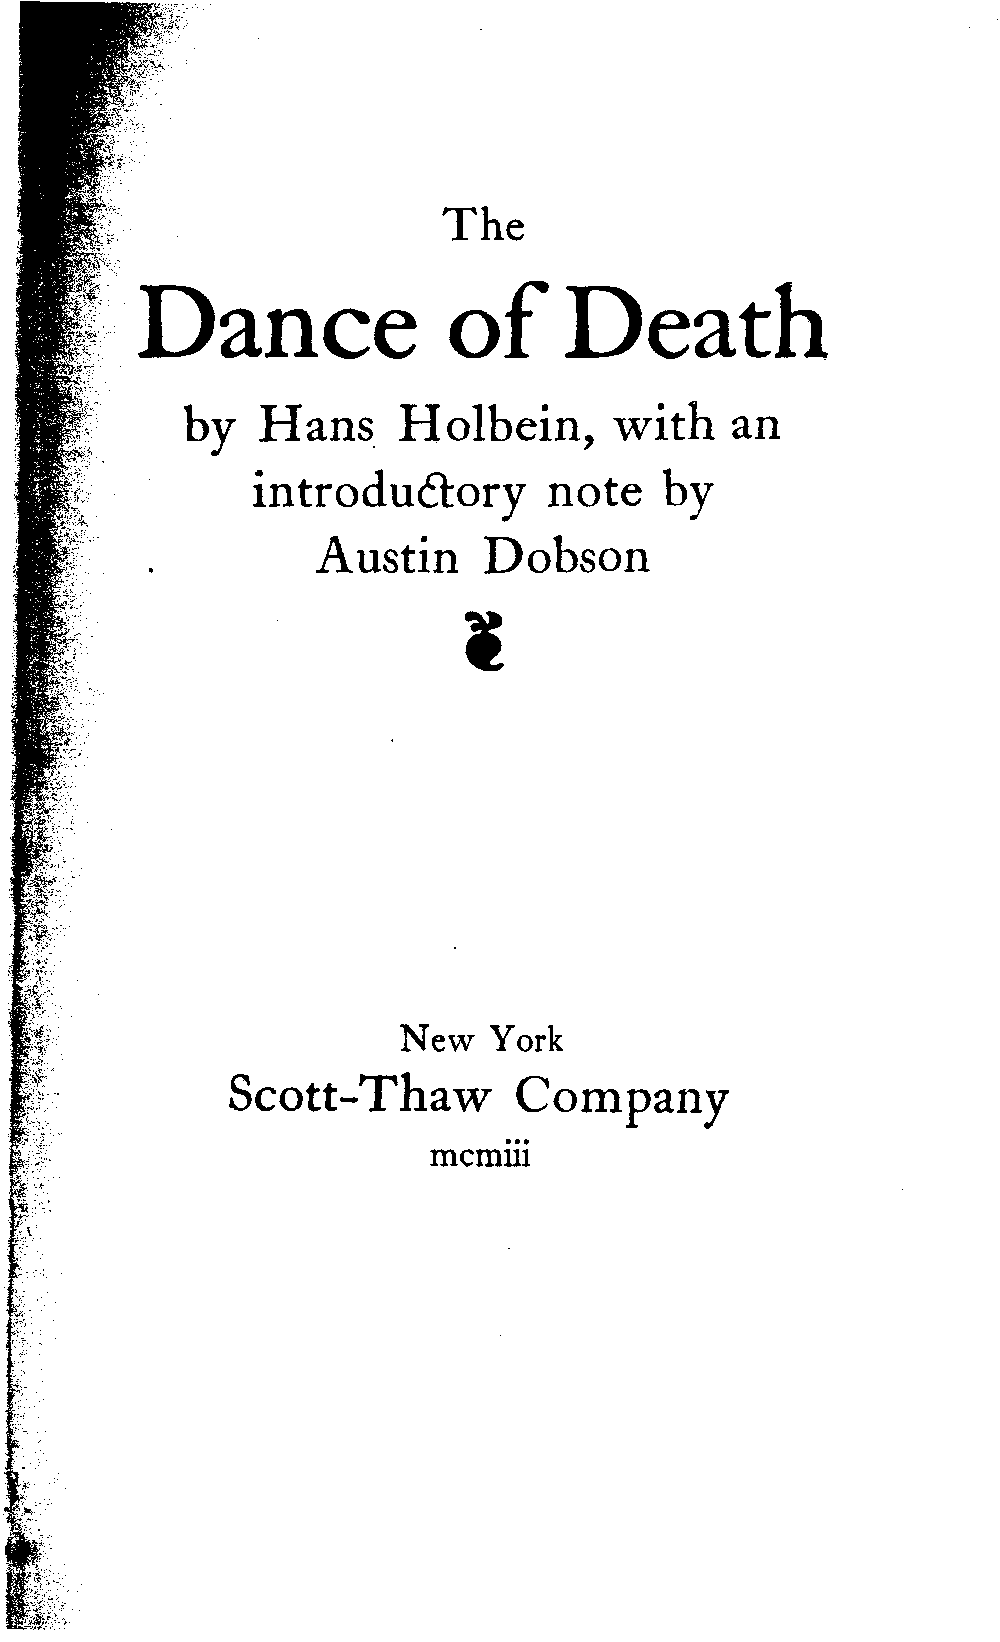 The
Dance of Death
by Hans Holbein, with an
introductory note by
Austin Dobson
New York
Scott-Thaw Company
mcmiii